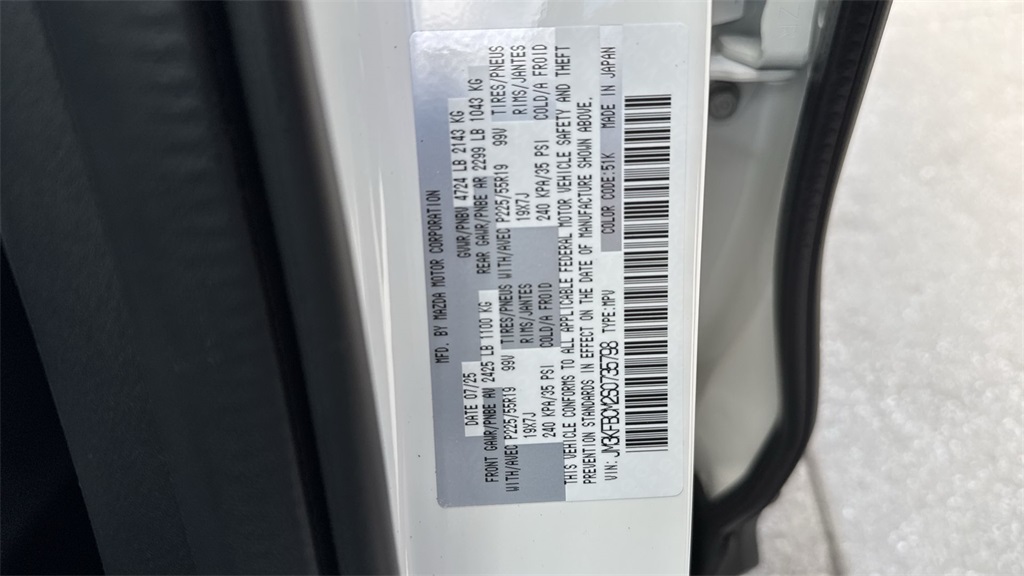 MFD. BY MAZDA MOTOR CORPORATION
DATE 07/25 GVWR/PNBV 4724 LB 2143 KG
FRONT GAWR/PNBE AV 2425 LB 1100 KG REAR GAWR/PNBE AR 2299 LB 1043 KG
WITH/AVEC P225/55R19 99V TIRES/PNEUS WITH/AVEC P225/55R19 99V TIRES/PNEUS
19X7J RIMS/JANTES 19X7J RIMS/JANTES
240 KPA/35 PSI COLD/A FROID 240 KPA/35 PSI COLD/A FROID
THIS VEHICLE CONFORMS TO ALL APPLICABLE FEDERAL MOTOR VEHICLE SAFETY AND THEFT
PREVENTION STANDARDS IN EFFECT ON THE DATE OF MANUFACTURE SHOWN ABOVE.
VIN: JM3KFBCM2S0735798 TYPE:MPV COLOR CODE:51K MADE IN JAPAN